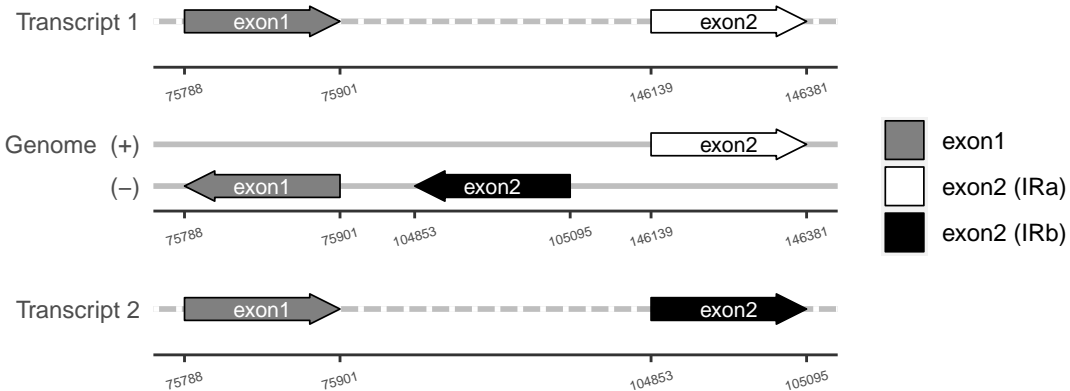 Transcript 1 exon1 exon2
75788 75901 146139 146381
Genome (+) exon2
(−) exon1 exon2
75788 75901 104853 105095 146139 146381
Transcript 2 exon1 exon2
75788 75901 104853 105095
exon1
exon2 (IRa)
exon2 (IRb)